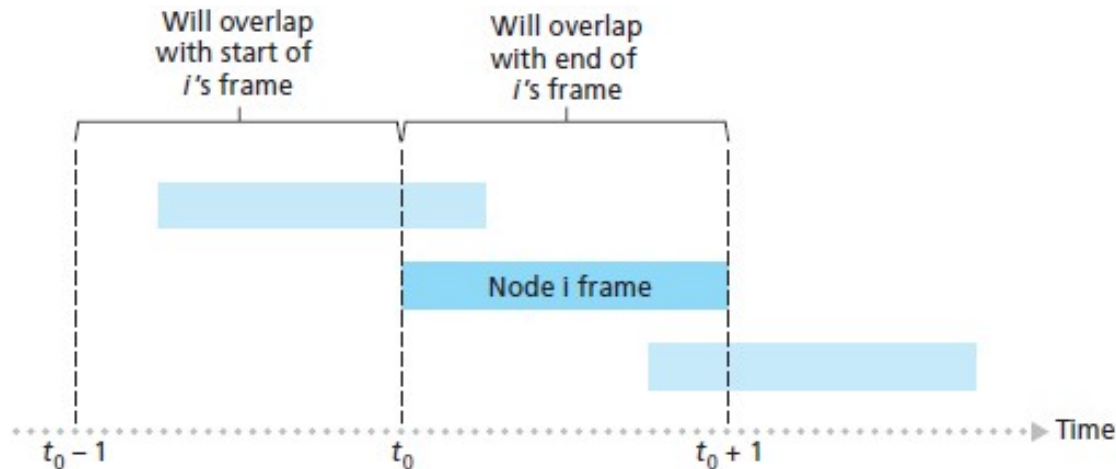 Will overlap
with start of
i's frame
Will overlap
with end of
i's frame
Node i frame
t0 – 1
t0
t0 + 1
Time